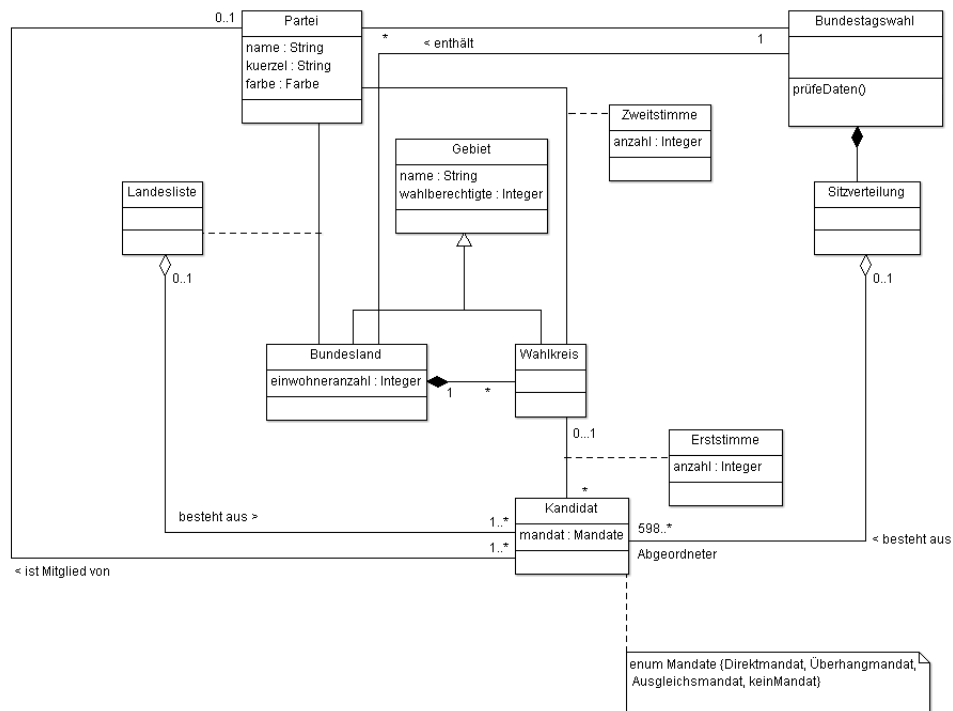 0..1
Partei
Bundestagswahl
name : String
kuerzel : String
farbe : Farbe
*
< enthält
1
prüfeDaten()
Zweitstimme
anzahl : Integer
Gebiet
name : String
wahlberechtigte : Integer
Landesliste
Sitzverteilung
0..1
0..1
Bundesland
einwohneranzahl : Integer
1
*
Wahlkreis
0...1
Erststimme
anzahl : Integer
*
Kandidat
mandat : Mandate
besteht aus >
1..*
1..*
598..*
Abgeordneter
< besteht aus
< ist Mitglied von
enum Mandate {Direktmandat, Überhangmandat,
Ausgleichsmandat, keinMandat}